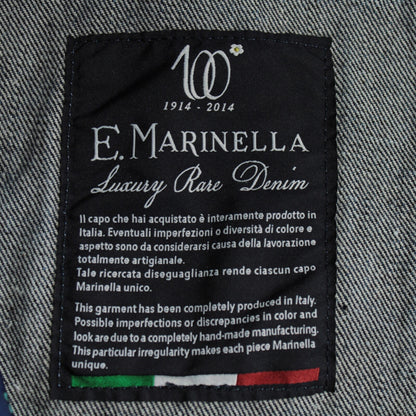 100
1914 - 2014
E. MARINELLA
Luxury Rare Denim
Il capo che hai acquistato è interamente prodotto in
Italia. Eventuali imperfezioni o diversità di colore e
aspetto sono da considerarsi causa della lavorazione
totalmente artigianale.
Tale ricercata diseguaglianza rende ciascun capo
Marinella unico.
This garment has been completely produced in Italy.
Possible imperfections or discrepancies in color and
look are due to a completely hand-made manufacturing.
This particular irregularity makes each piece Marinella
unique.